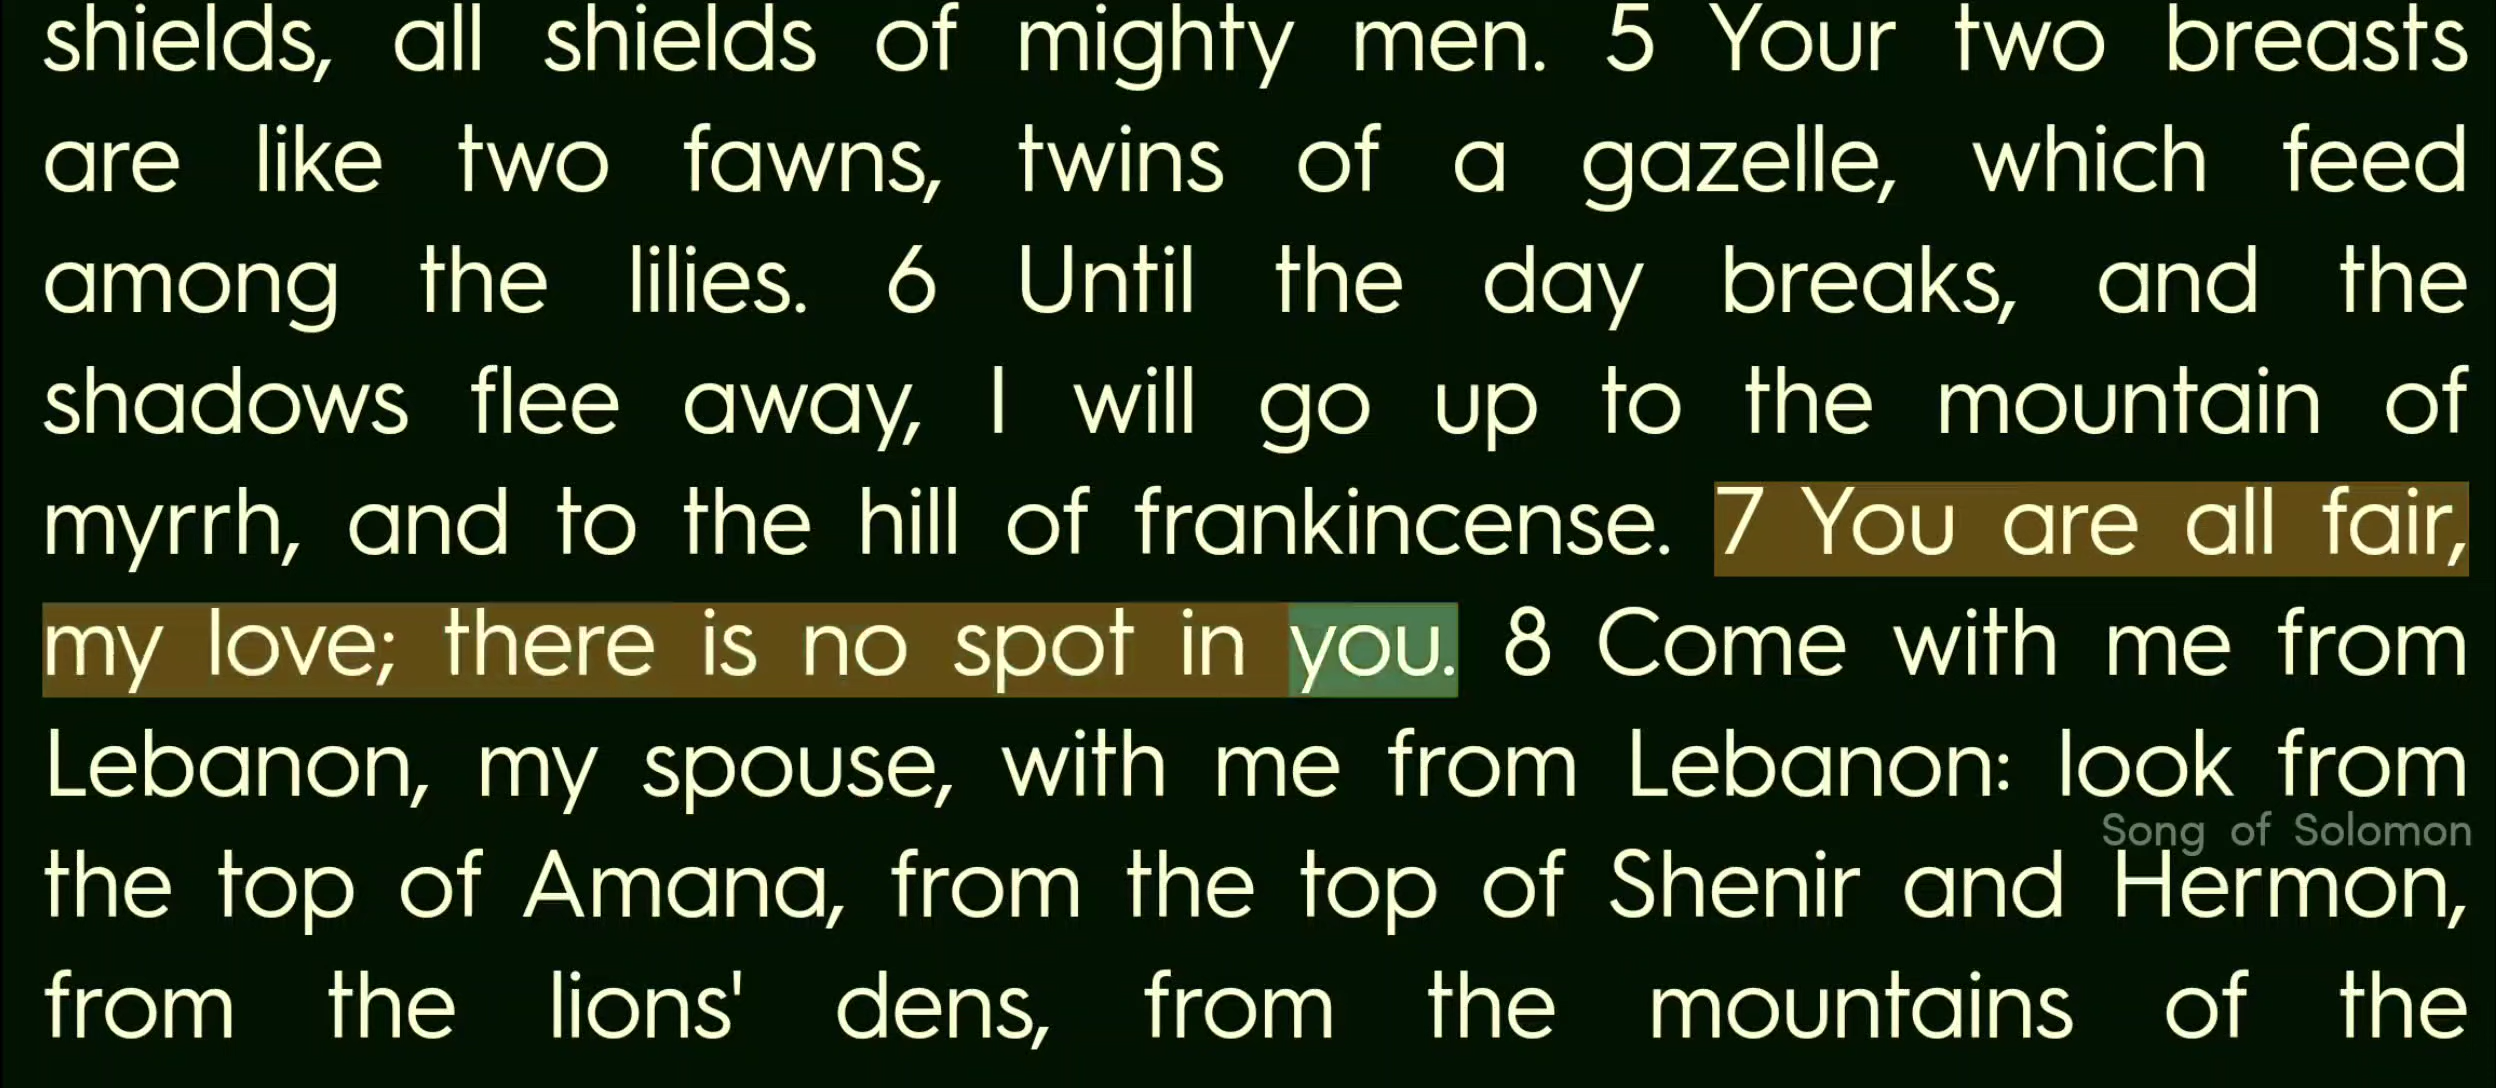 shields, all shields of mighty men. 5 Your two breasts
are like two fawns, twins of a gazelle, which feed
among the lilies. 6 Until the day breaks, and the
shadows flee away, I will go up to the mountain of
myrrh, and to the hill of frankincense. 7 You are all fair,
my love; there is no spot in you. 8 Come with me from
Lebanon, my spouse, with me from Lebanon: look from
Song of Solomon
the top of Amana, from the top of Shenir and Hermon,
from the lions' dens, from the mountains of the